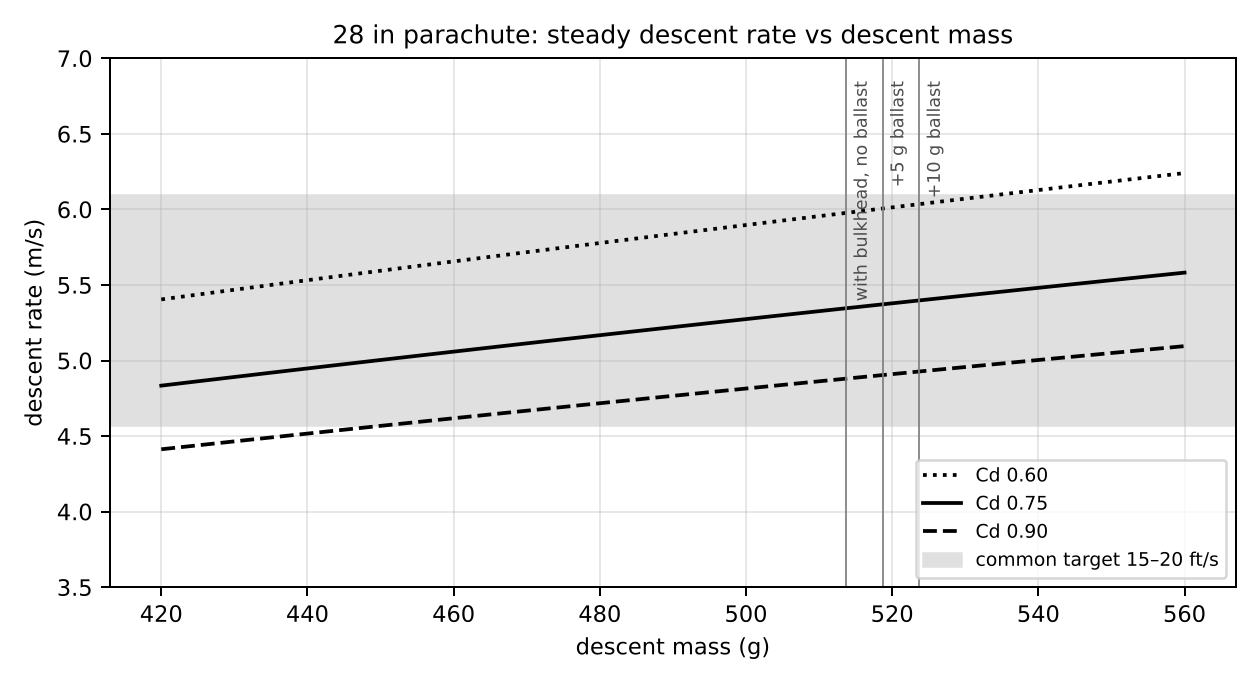 28 in parachute: steady descent rate vs descent mass
7.0
6.5
6.0
5.5
5.0
4.5
4.0
3.5
descent rate (m/s)
with bulkhead, no ballast
+5 g ballast
+10 g ballast
Cd 0.60
Cd 0.75
Cd 0.90
common target 15–20 ft/s
420
440
460
480
500
520
540
560
descent mass (g)